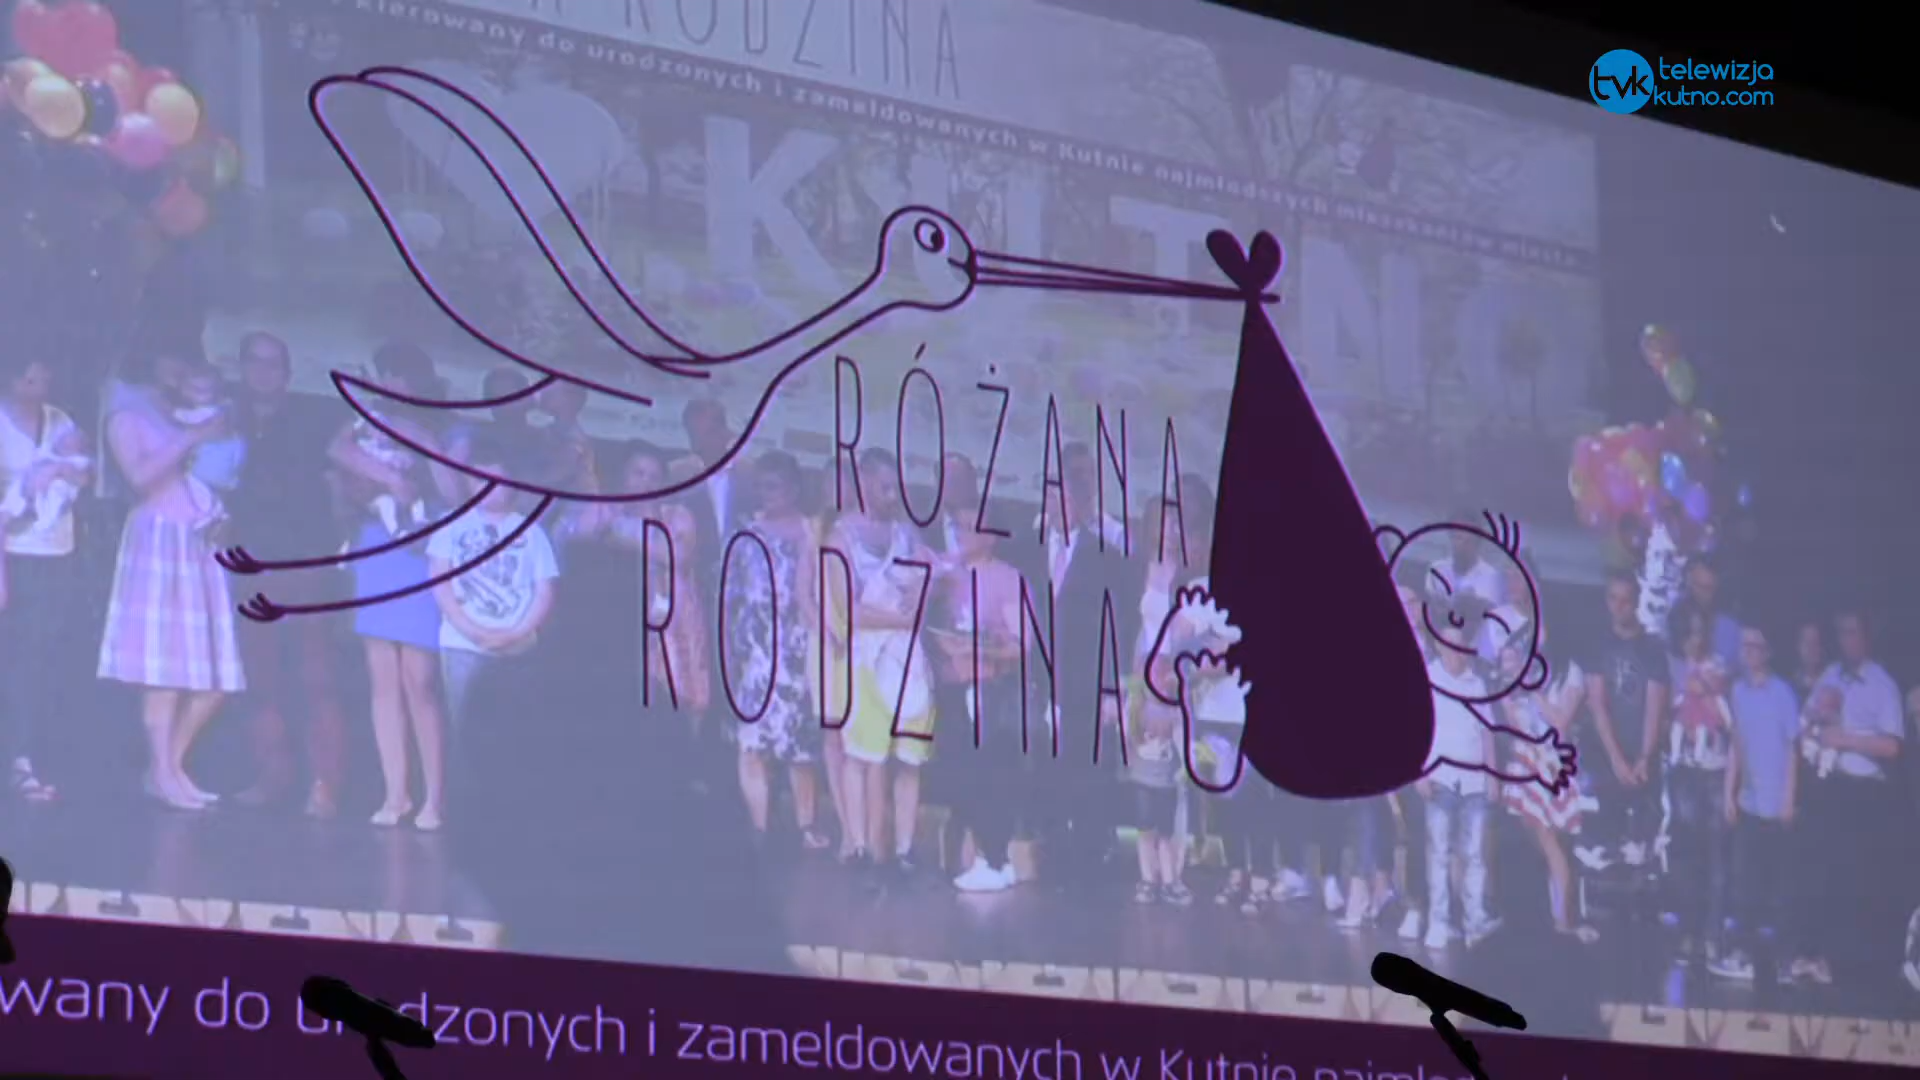 telewizja
kutno.com
tvk
RODZINA
kierowany do urodzonych i zameldowanych w Kutnie najmłodszych mieszkańców miasta
KUTNO
RÓŻANA
RODZINA
wany do dzonych i zameldowanych w Kutnie